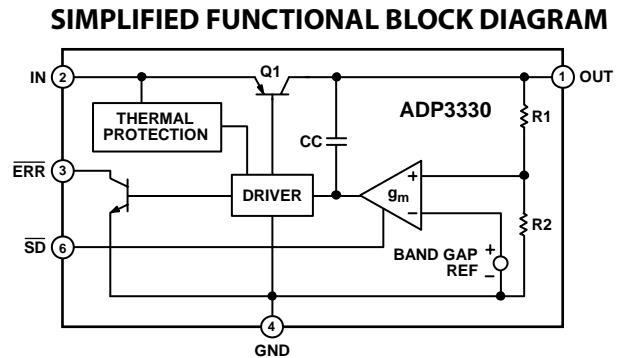 SIMPLIFIED FUNCTIONAL BLOCK DIAGRAM
IN 2
Q1
1 OUT
THERMAL
PROTECTION
ADP3330
R1
CC
ERR 3
DRIVER
gm
+
−
R2
SD 6
BAND GAP
REF
+
−
4
GND